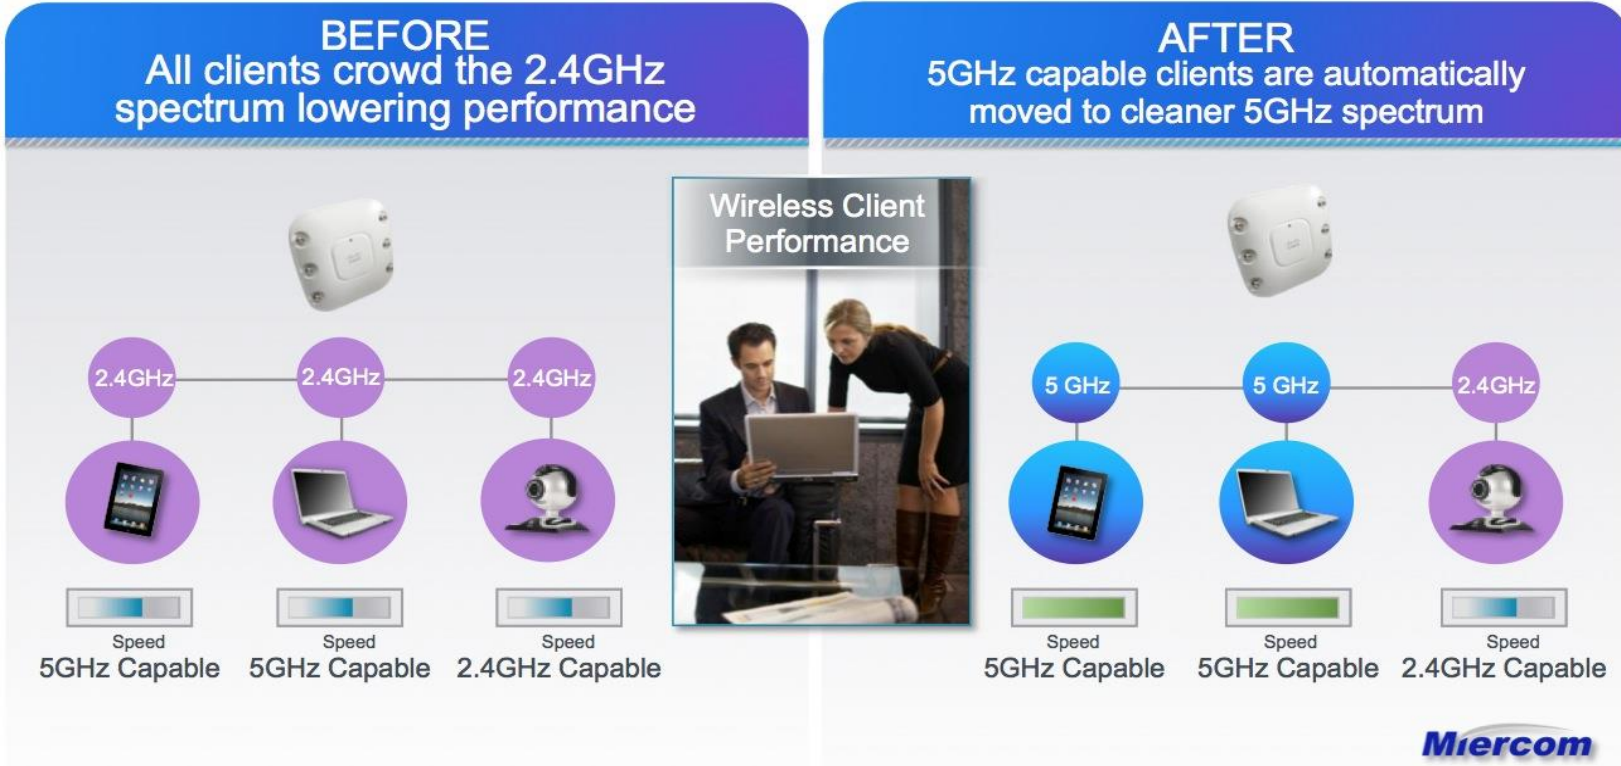 BEFORE
All clients crowd the 2.4GHz
spectrum lowering performance
2.4GHz
2.4GHz
2.4GHz
Speed
5GHz Capable
Speed
5GHz Capable
Speed
2.4GHz Capable
Wireless Client
Performance
AFTER
5GHz capable clients are automatically
moved to cleaner 5GHz spectrum
5 GHz
5 GHz
2.4GHz
Speed
5GHz Capable
Speed
5GHz Capable
Speed
2.4GHz Capable
Miercom